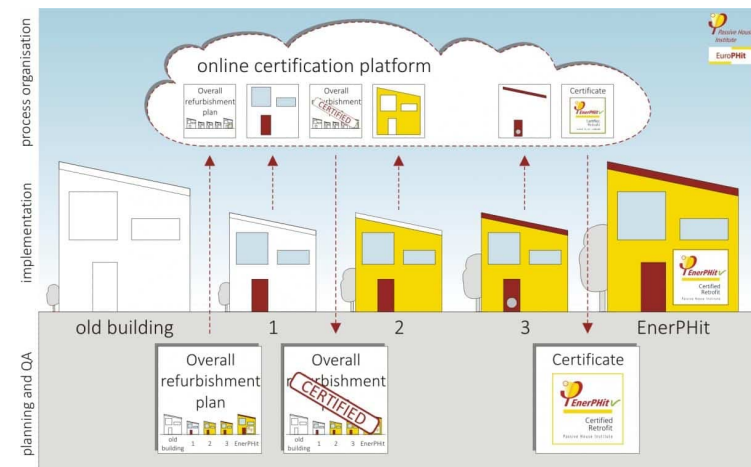 Passive House
Institute
EuroPHit
process organisation
online certification platform
Overall
refurbishment
plan
Overall
refurbishment
CERTIFIED
Certificate
EnerPHit
Certified
Retrofit
implementation
EnerPHit
Certified
Retrofit
Passive House Institute
old building
1
2
3
EnerPHit
planning and QA
Overall
refurbishment
plan
old
building
1
2
3
EnerPHit
Overall
refurbishment
CERTIFIED
old
building
1
2
3
EnerPHit
Certificate
EnerPHit
Certified
Retrofit
Passive House Institute